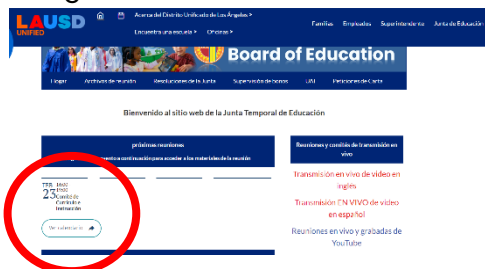 LAUSD
UNIFIED
Acerca del Distrito Unificado de Los Ángeles >
Encuentra una escuela > Oficinas >
Familias Empleados Superintendente Junta de Educación
Board of Education
Hogar Archivos de reunión Resoluciones de la Junta Supervisión de bonos UAI Peticiones de Carta
Bienvenido al sitio web de la Junta Temporal de Educación
próximas reuniones
a continuación para acceder a los materiales de la reunión
23
Comité de
Currículo e
Instrucción
Ver calendario
Reuniones y comités de transmisión en
vivo
Transmisión en vivo de video en
inglés
Transmisión EN VIVO de video
en español
Reuniones en vivo y grabadas de
YouTube